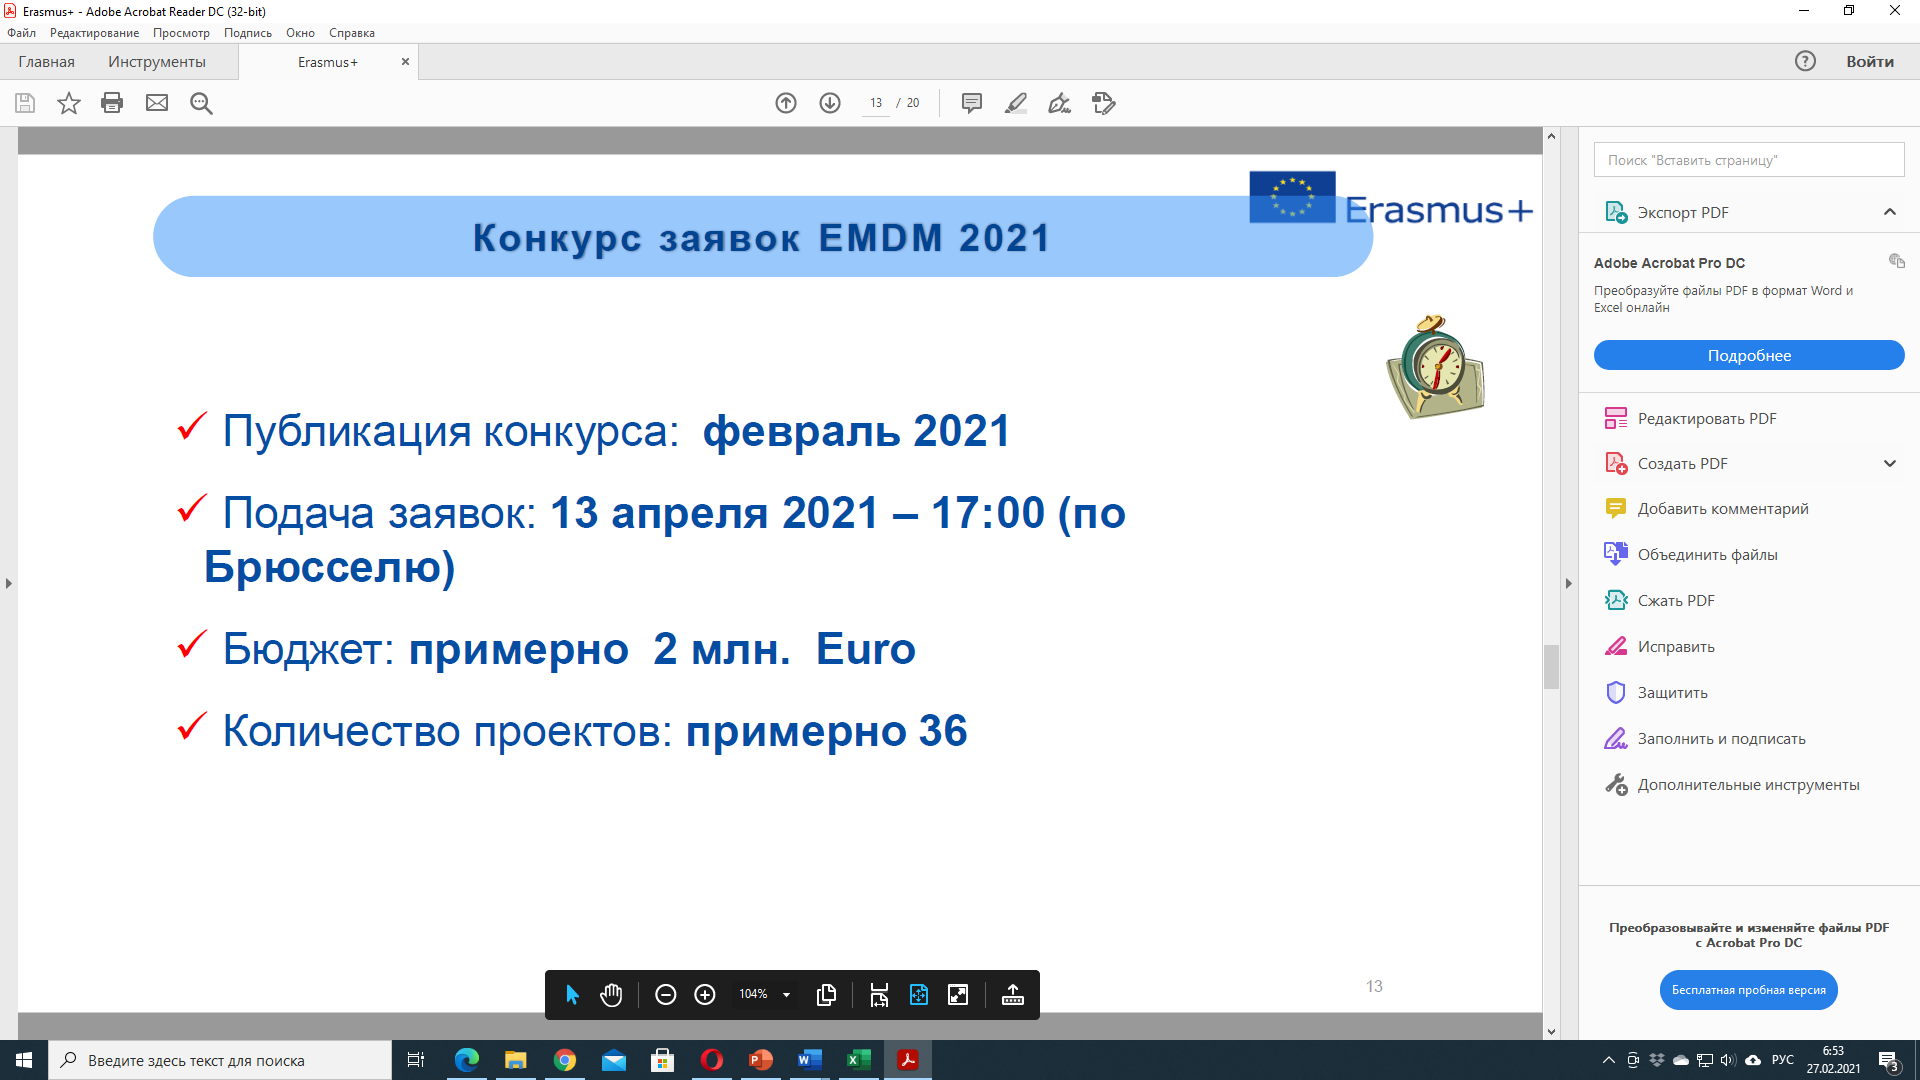 Erasmus+ - Adobe Acrobat Reader DC (32-bit)
Файл Редактирование Просмотр Подпись Окно Справка
Главная Инструменты Erasmus+ Войти
13 / 20
Erasmus+
Конкурс заявок EMDM 2021
Публикация конкурса: февраль 2021
Подача заявок: 13 апреля 2021 – 17:00 (по
Брюсселю)
Бюджет: примерно 2 млн. Euro
Количество проектов: примерно 36
13
104%
Поиск "Вставить страницу"
Экспорт PDF
Adobe Acrobat Pro DC
Преобразуйте файлы PDF в формат Word и
Excel онлайн
Подробнее
Редактировать PDF
Создать PDF
Добавить комментарий
Объединить файлы
Сжать PDF
Исправить
Защитить
Заполнить и подписать
Дополнительные инструменты
Преобразовывайте и изменяйте файлы PDF
с Acrobat Pro DC
Бесплатная пробная версия
Введите здесь текст для поиска
РУС
6:53
27.02.2021
3